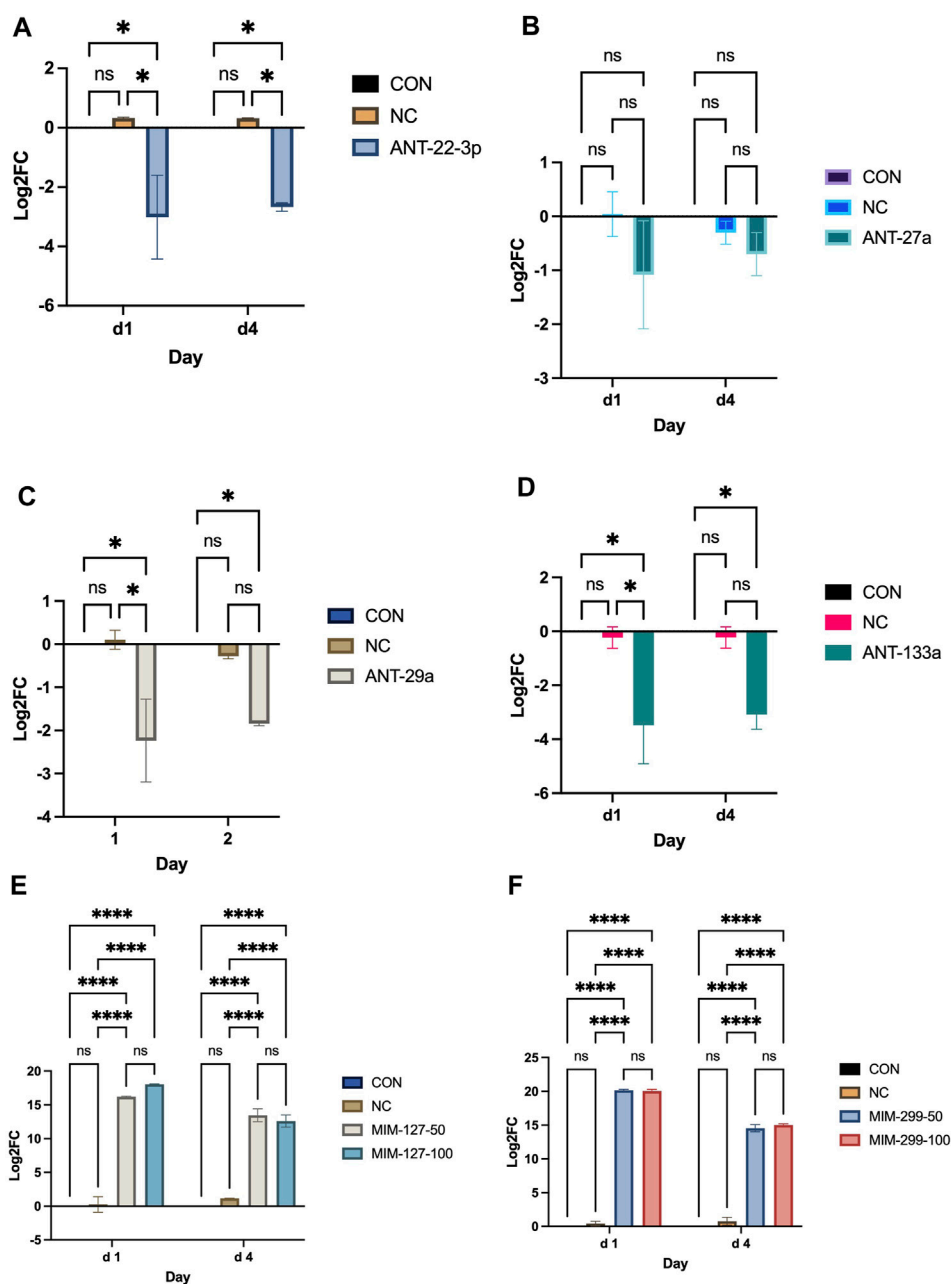 A
* *
ns * ns *
2
0
-2
-4
-6
Log2FC
d1 d4
Day
CON
NC
ANT-22-3p
B
ns ns
ns ns
ns ns
1
0
-1
-2
-3
Log2FC
d1 d4
Day
CON
NC
ANT-27a
C
* *
ns * ns ns
1
0
-1
-2
-3
-4
Log2FC
1 2
Day
CON
NC
ANT-29a
D
* *
ns * ns ns
2
0
-2
-4
-6
Log2FC
d1 d4
Day
CON
NC
ANT-133a
E
**** ****
**** ****
**** ****
**** ****
ns ns ns ns
20
15
10
5
0
-5
Log2FC
d 1 d 4
Day
CON
NC
MIM-127-50
MIM-127-100
F
**** ****
**** ****
**** ****
**** ****
ns ns ns ns
25
20
15
10
5
0
Log2FC
d 1 d 4
Day
CON
NC
MIM-299-50
MIM-299-100